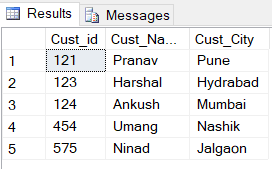 Results Messages
Cust_id Cust_Na... Cust_City
1 121 Pranav Pune
2 123 Harshal Hydrabad
3 124 Ankush Mumbai
4 454 Umang Nashik
5 575 Ninad Jalgaon